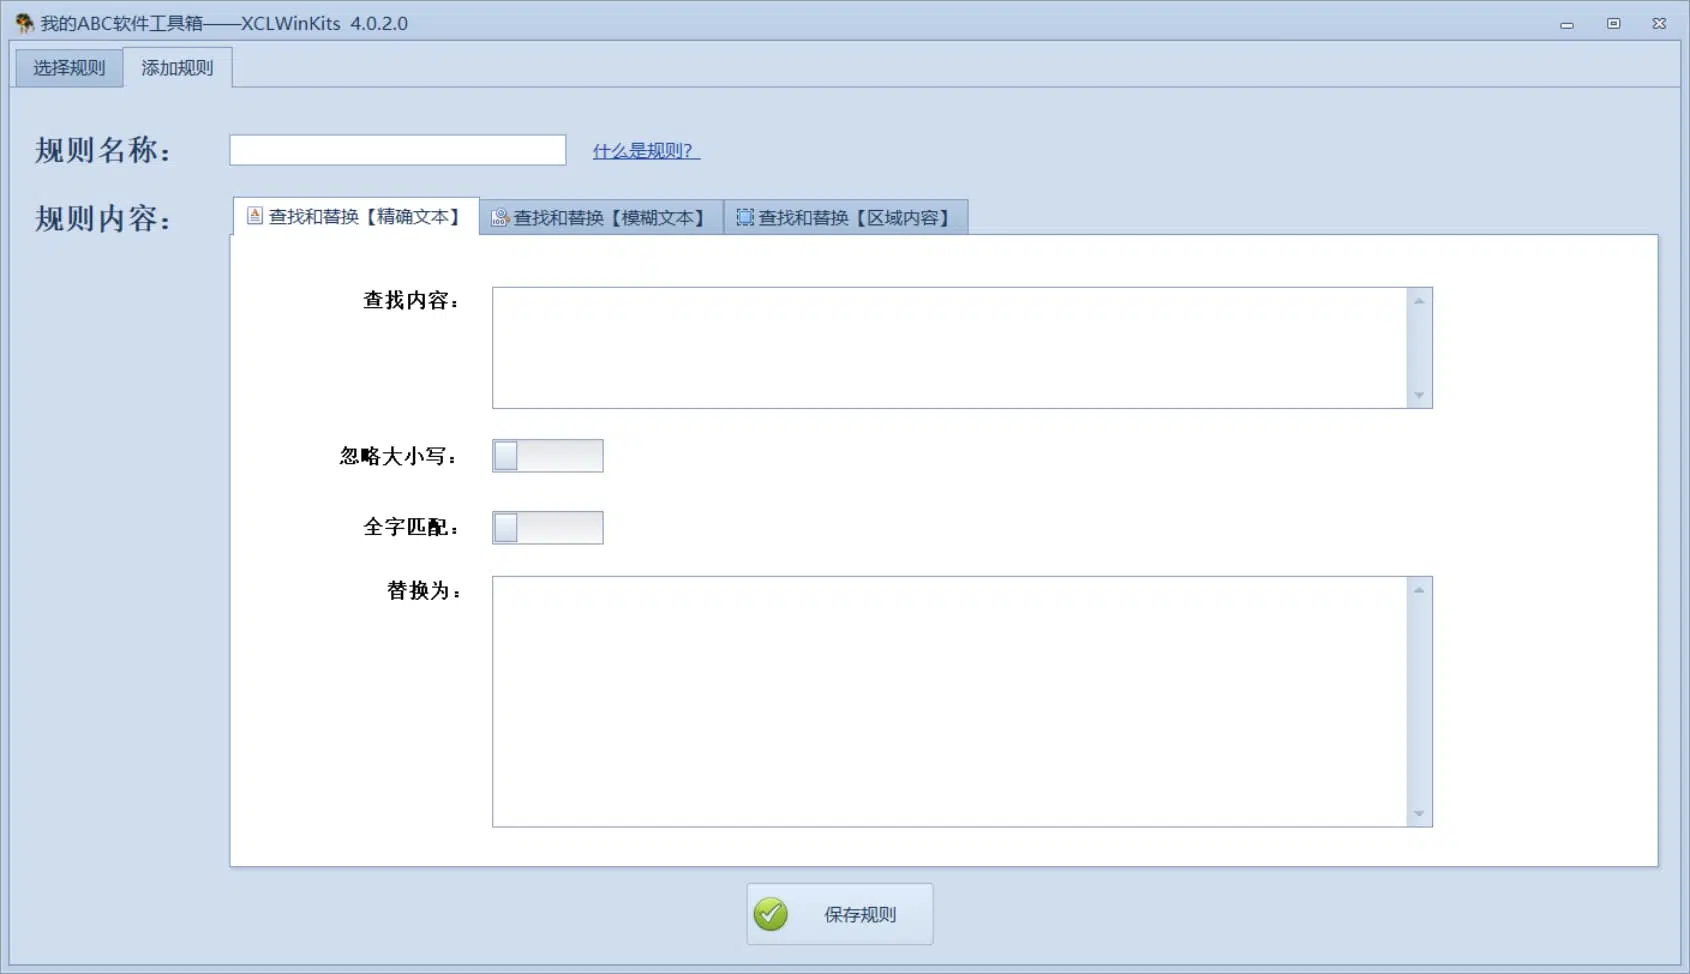 我的ABC软件工具箱——XCLWinKits 4.0.2.0
选择规则 添加规则
规则名称： 什么是规则？
规则内容： 查找和替换【精确文本】 查找和替换【模糊文本】 查找和替换【区域内容】
查找内容：
忽略大小写：
全字匹配：
替换为：
保存规则